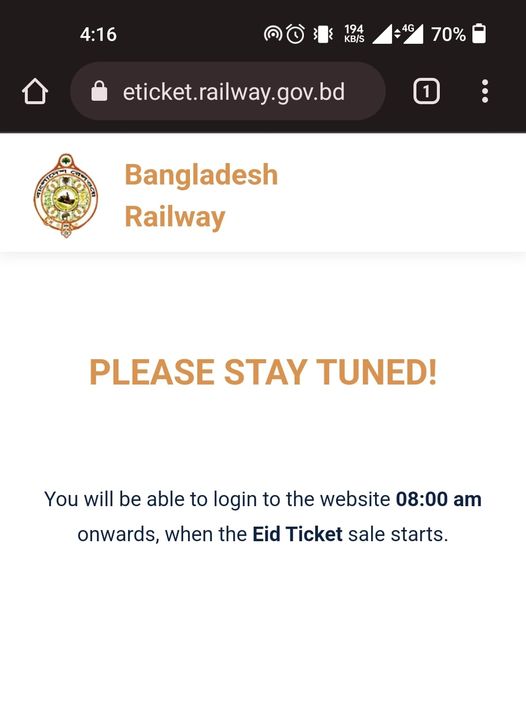 4:16 194 KB/S 4G 70%
eticket.railway.gov.bd 1
Bangladesh
Railway
PLEASE STAY TUNED!
You will be able to login to the website 08:00 am
onwards, when the Eid Ticket sale starts.